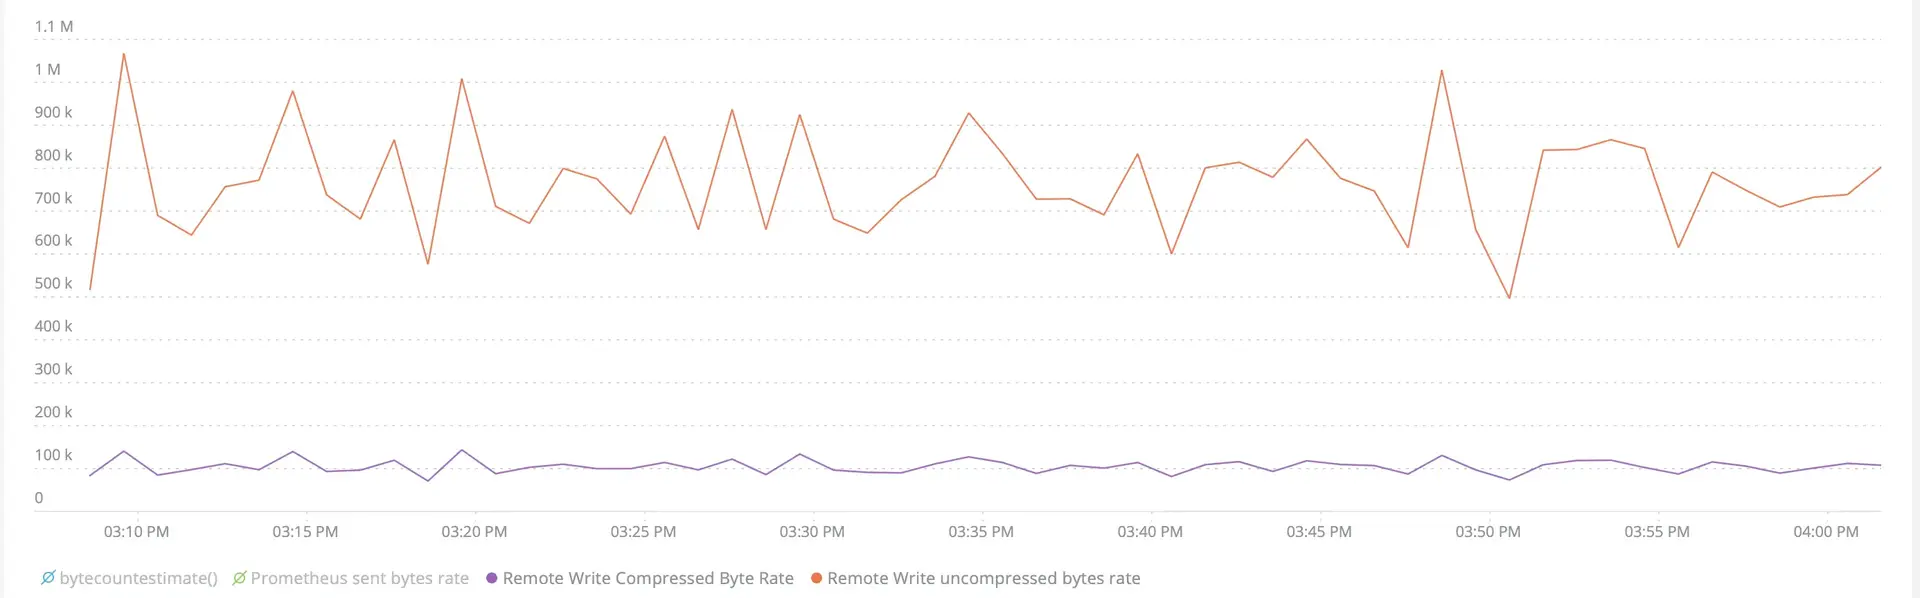 1.1 M
1 M
900 k
800 k
700 k
600 k
500 k
400 k
300 k
200 k
100 k
0
03:10 PM 03:15 PM 03:20 PM 03:25 PM 03:30 PM 03:35 PM 03:40 PM 03:45 PM 03:50 PM 03:55 PM 04:00 PM
bytecountestimate() Prometheus sent bytes rate Remote Write Compressed Byte Rate Remote Write uncompressed bytes rate